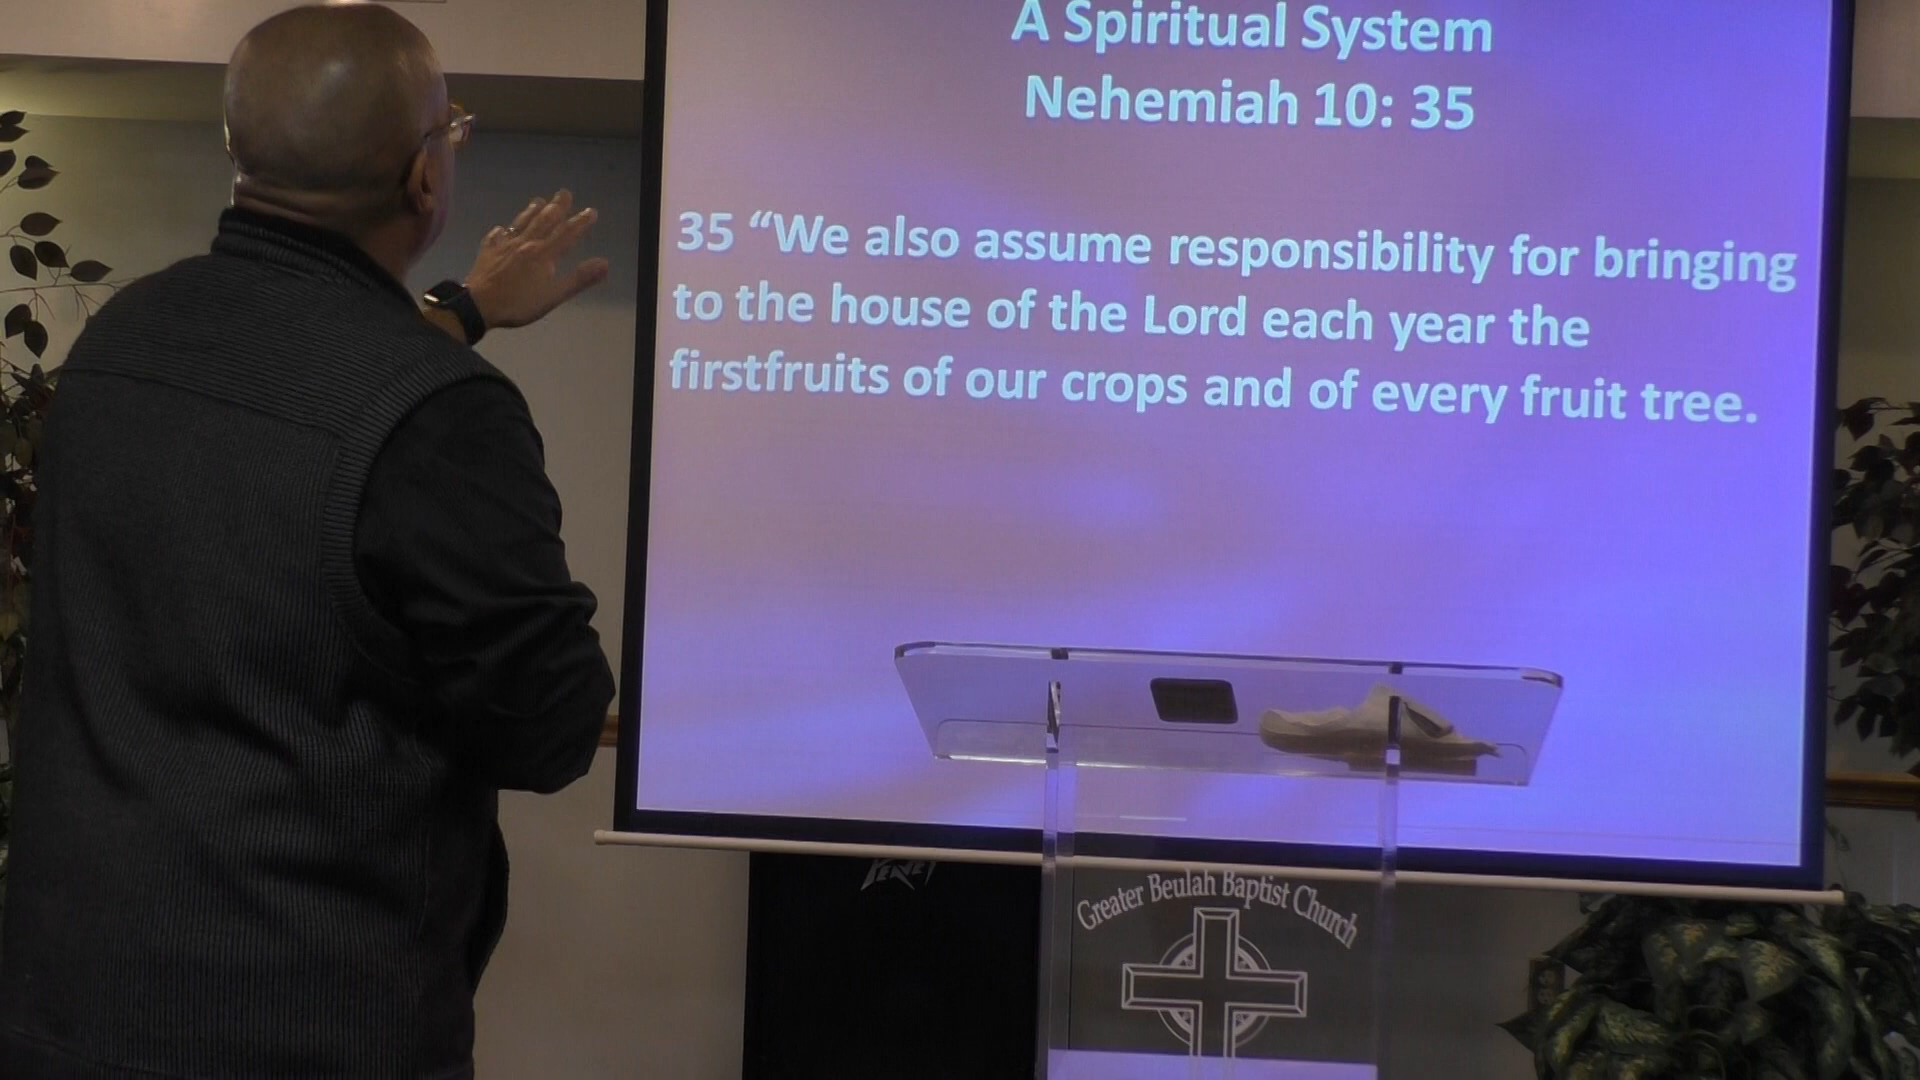 A Spiritual System
Nehemiah 10: 35
35 “We also assume responsibility for bringing
to the house of the Lord each year the
firstfruits of our crops and of every fruit tree.
PEAVEY
Greater Beulah Baptist Church